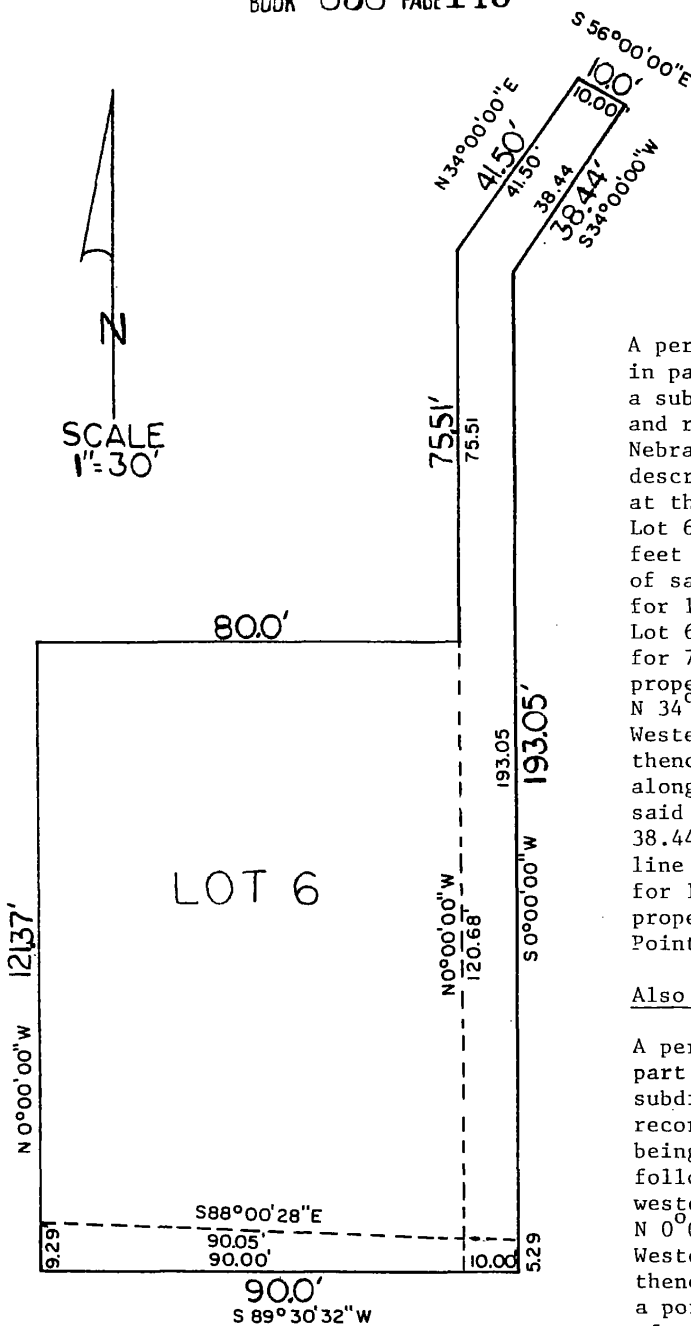 BOOK PAGE
S 56°00'00"E
10.0'
10.00'
N34°00'00"E
41.50'
41.50'
38.44
38.44'
S34°00'00"W
N
SCALE
1"=30'
75.51'
75.51
80.0'
193.05
193.05'
LOT 6
121.37'
N 0°00'00"W
N0°00'00"W
120.68'
S 0°00'00"W
S88°00'28"E
9.29'
90.05'
90.00'
10.00'
5.29
90.0'
S 89°30'32"W
A per
in pa
a sub
and r
Nebra
descr
at th
Lot 6
feet
of sa
for 1
Lot 6
for 7
prope
N 34°
Weste
thenc
along
said
38.44
line
for 1
prope
Point
Also
A per
part
subdi
recor
being
follow
weste
N 0°0
Weste
thenc
a por